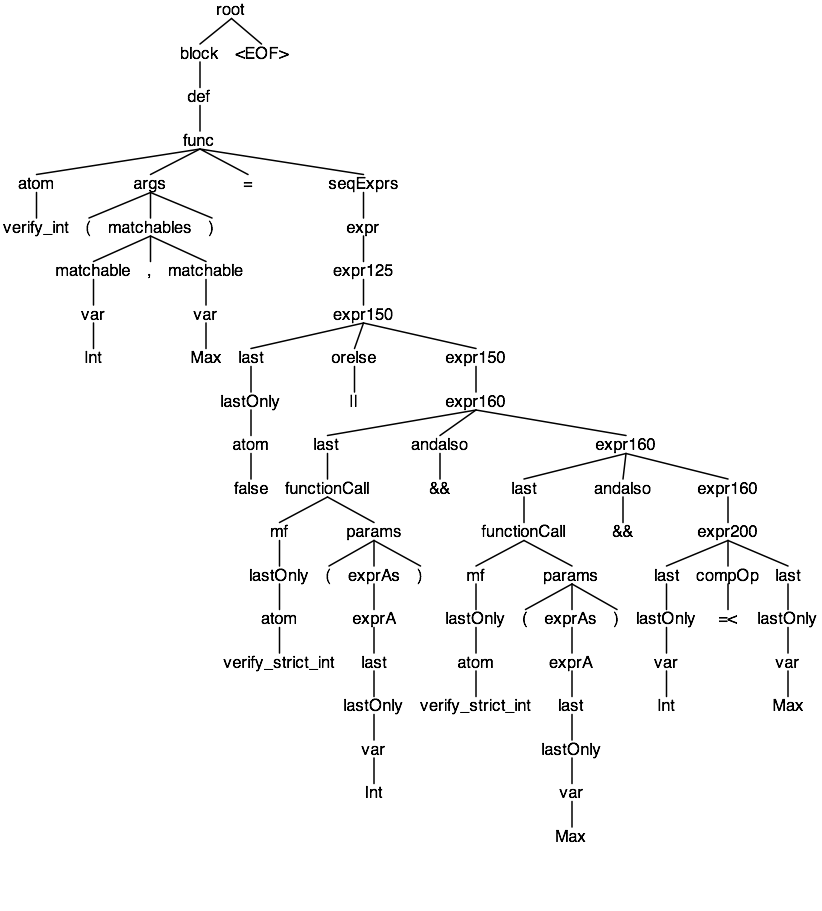 root
block <EOF>
def
func
atom args = seqExprs
verify_int ( matchables ) expr
matchable , matchable expr125
var var expr150
Int Max last orelse expr150
lastOnly || expr160
atom last andalso expr160
false functionCall && last andalso expr160
mf params functionCall && expr200
lastOnly ( exprAs ) mf params last compOp last
atom exprA lastOnly ( exprAs ) lastOnly =< lastOnly
verify_strict_int last atom exprA var var
lastOnly verify_strict_int last Int Max
var lastOnly
Int var
Max